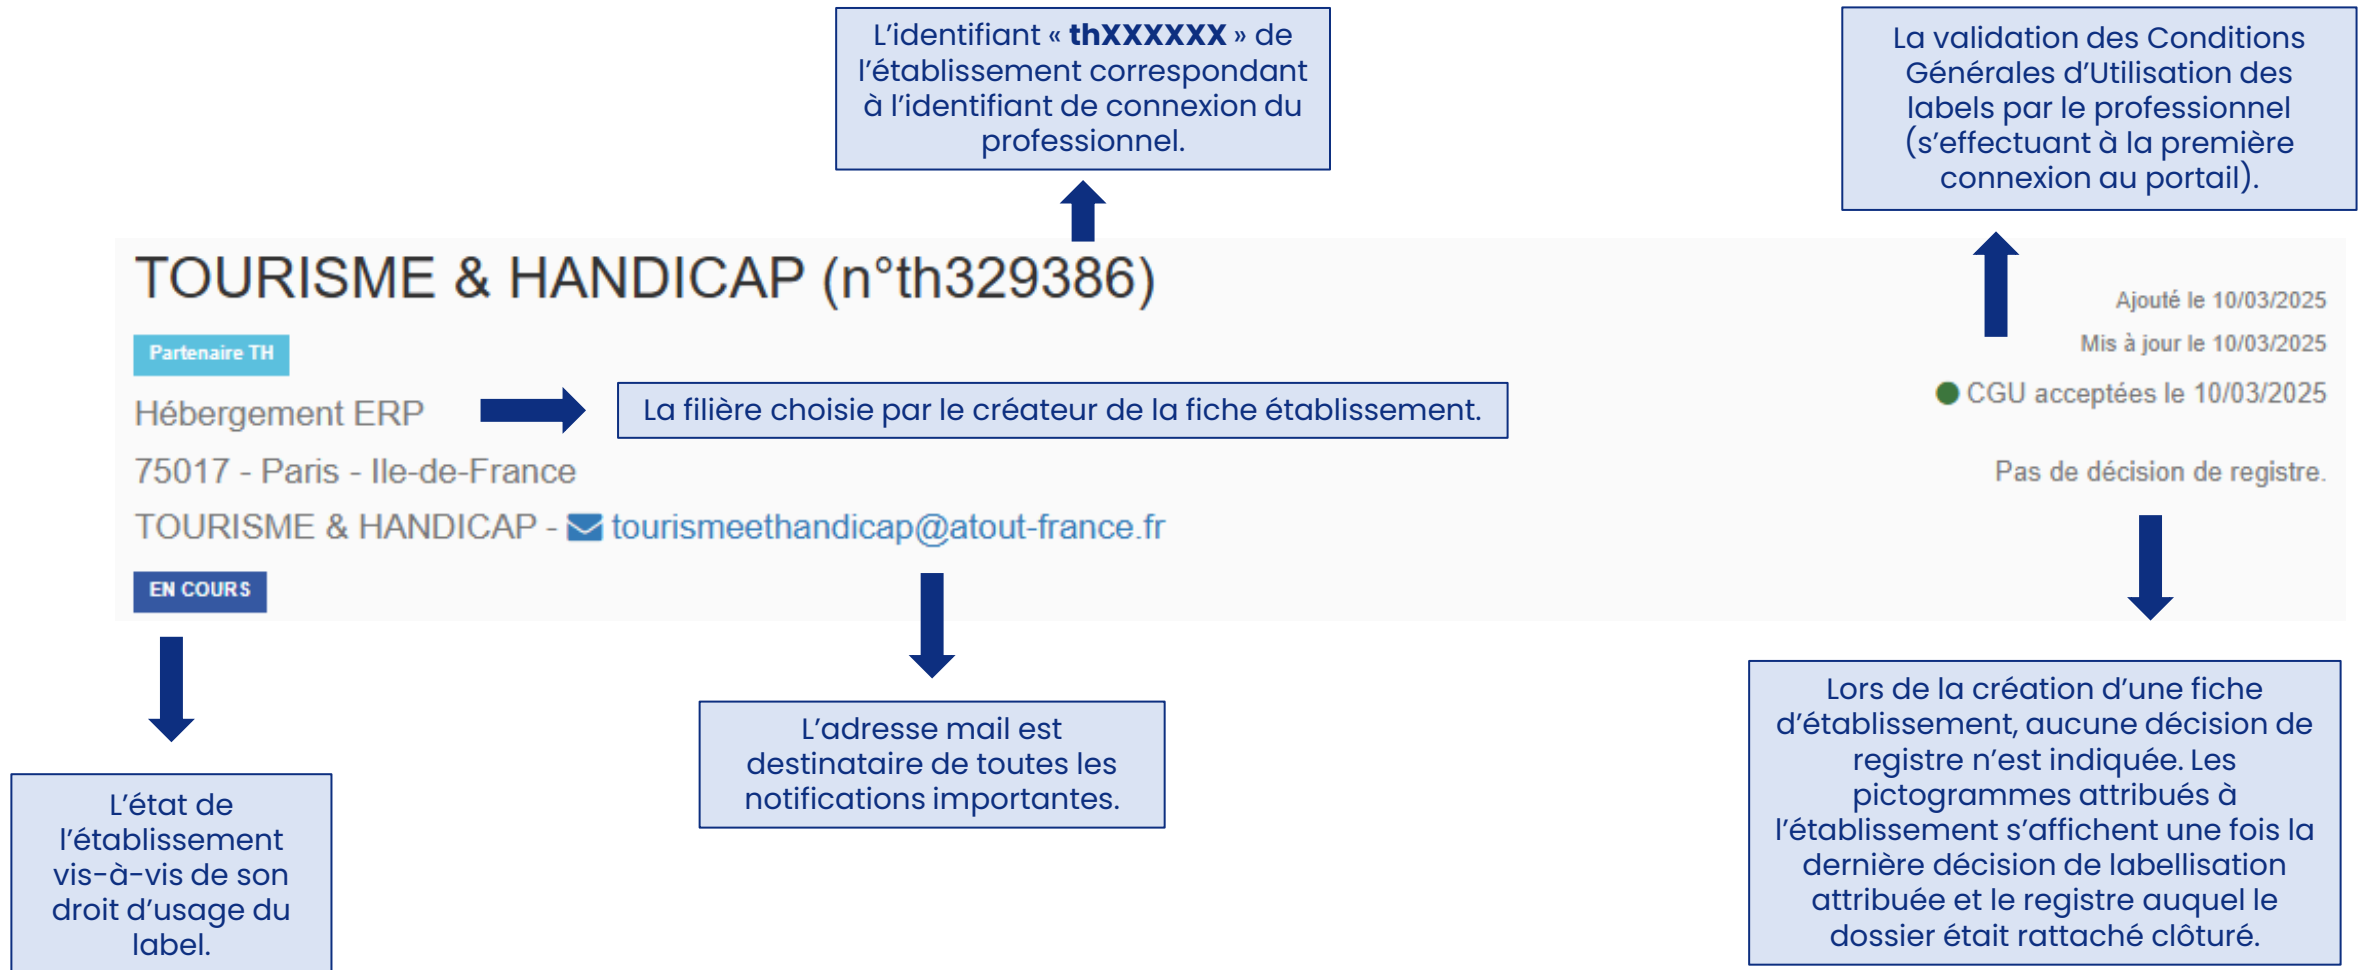 L’identifiant « thXXXXXX » de
l’établissement correspondant
à l’identifiant de connexion du
professionnel.
La validation des Conditions
Générales d’Utilisation des
labels par le professionnel
(s’effectuant à la première
connexion au portail).
TOURISME & HANDICAP (n°th329386)
Ajouté le 10/03/2025
Partenaire TH
Mis à jour le 10/03/2025
Hébergement ERP
La filière choisie par le créateur de la fiche établissement.
CGU acceptées le 10/03/2025
75017 - Paris - Ile-de-France
Pas de décision de registre.
TOURISME & HANDICAP - tourismeethandicap@atout-france.fr
EN COURS
L’état de
l’établissement
vis-à-vis de son
droit d’usage du
label.
L’adresse mail est
destinataire de toutes les
notifications importantes.
Lors de la création d’une fiche
d’établissement, aucune décision de
registre n’est indiquée. Les
pictogrammes attribués à
l’établissement s’affichent une fois la
dernière décision de labellisation
attribuée et le registre auquel le
dossier était rattaché clôturé.